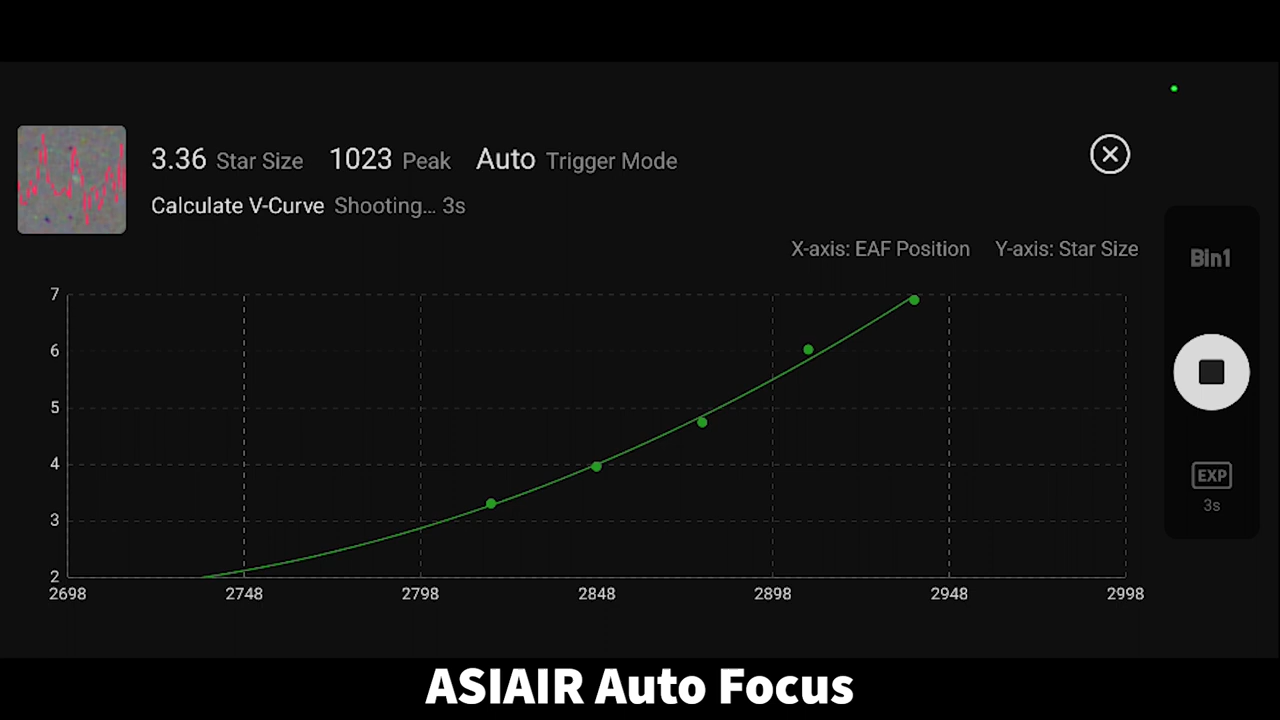 3.36 Star Size 1023 Peak Auto Trigger Mode
Calculate V-Curve Shooting... 3s
X-axis: EAF Position Y-axis: Star Size
Bin1
7
6
5
4
3
2
2698 2748 2798 2848 2898 2948 2998
EXP
3s
ASIAIR Auto Focus